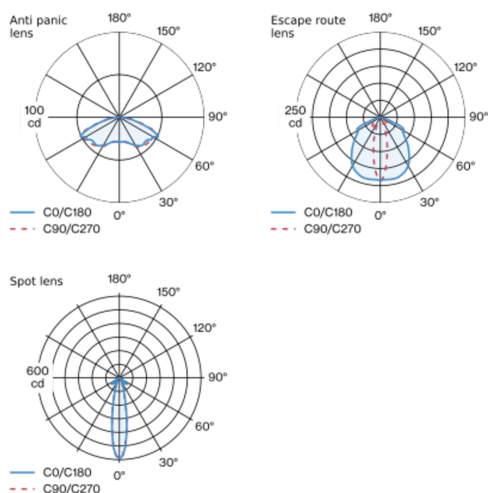 Anti panic
lens
180°
150°
120°
100
cd
90°
60°
30°
0°
C0/C180
C90/C270
Escape route
lens
180°
150°
120°
250
cd
90°
60°
30°
0°
C0/C180
C90/C270
Spot lens
180°
150°
120°
600
cd
90°
60°
30°
0°
C0/C180
C90/C270